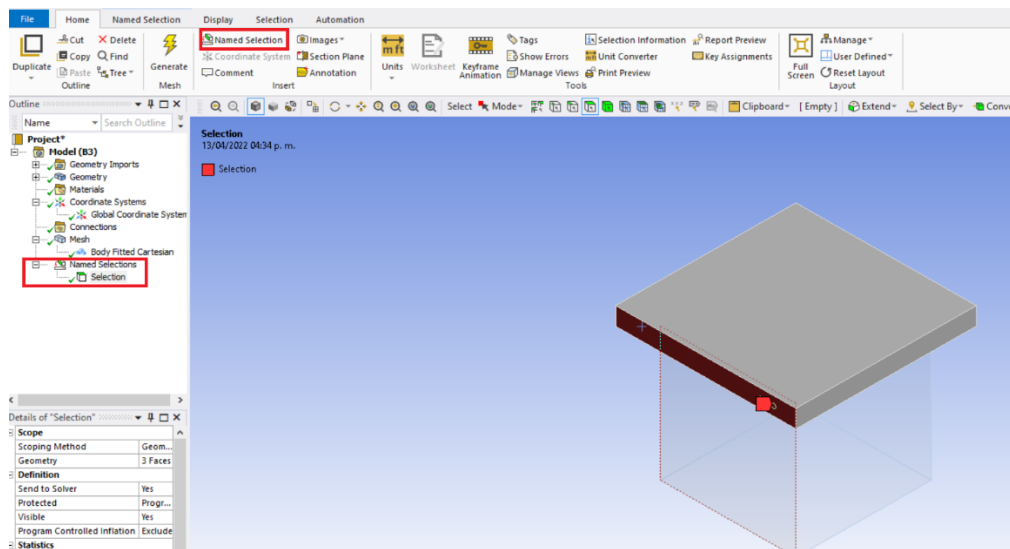 File Home Named Selection Display Selection Automation
Cut Delete Named Selection Images Tags Selection Information Report Preview Manage
Copy Find Coordinate System Section Plane Show Errors Unit Converter Key Assignments User Defined
Duplicate Paste Tree Generate Comment Annotation Units Worksheet Keyframe Animation Manage Views Print Preview Full Screen Reset Layout
Outline Mesh Insert Tools Layout
Outline Select Mode Clipboard [ Empty ] Extend Select By Conv
Name Search Outline
Project*
Model (B3)
Geometry Imports
Geometry
Materials
Coordinate Systems
Global Coordinate System
Connections
Mesh
Body Fitted Cartesian
Named Selections
Selection
Selection
13/04/2022 04:34 p. m.
Selection
Details of "Selection"
Scope
Scoping Method Geom...
Geometry 3 Faces
Definition
Send to Solver Yes
Protected Progr...
Visible Yes
Program Controlled Inflation Exclude
Statistics